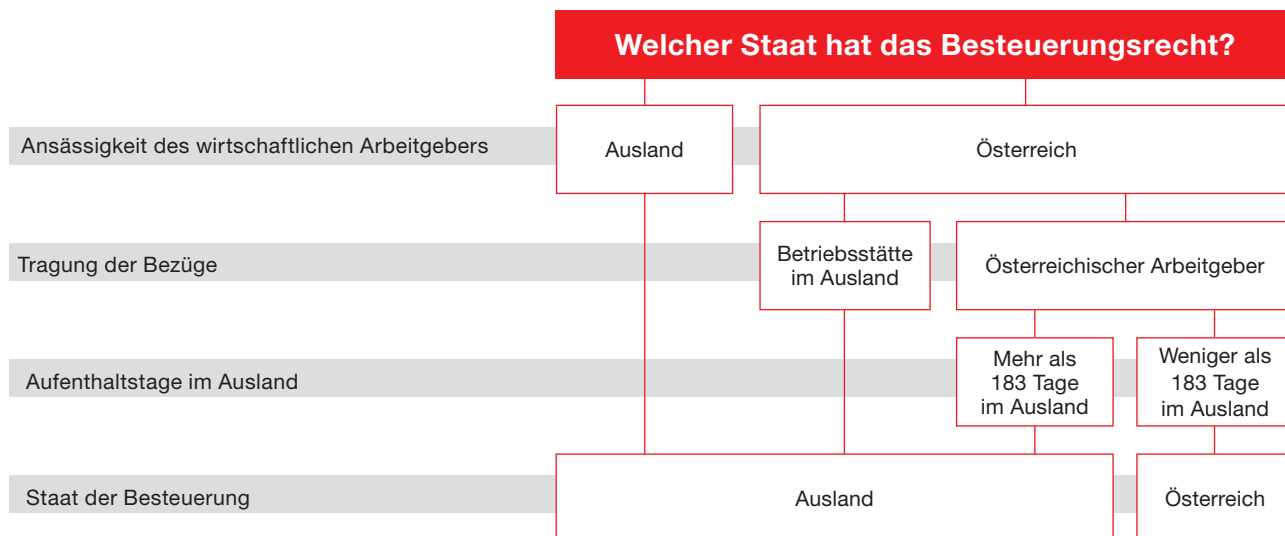 Welcher Staat hat das Besteuerungsrecht?
Ansässigkeit des wirtschaftlichen Arbeitgebers
Ausland
Österreich
Tragung der Bezüge
Betriebsstätte
im Ausland
Österreichischer Arbeitgeber
Aufenthaltstage im Ausland
Mehr als
183 Tage
im Ausland
Weniger als
183 Tage
im Ausland
Staat der Besteuerung
Ausland
Österreich